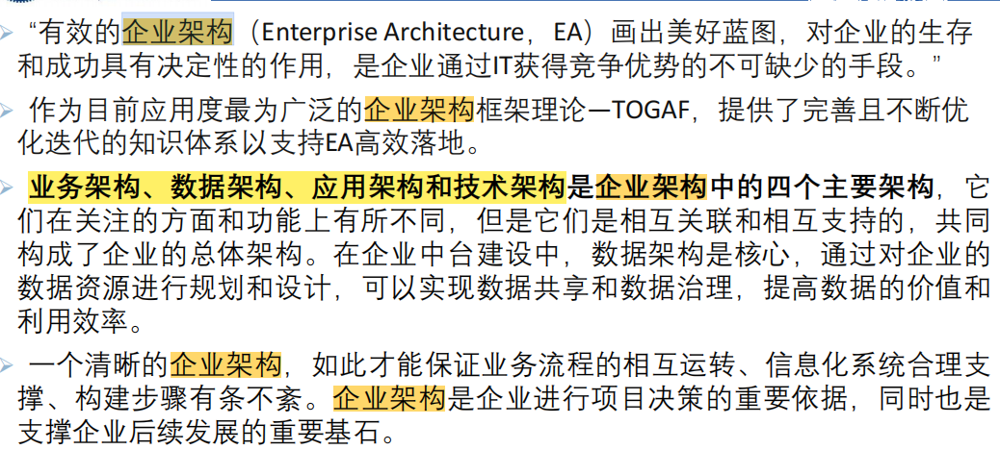 “有效的企业架构（Enterprise Architecture，EA）画出美好蓝图，对企业的生存
和成功具有决定性的作用，是企业通过IT获得竞争优势的不可缺少的手段。”
作为目前应用度最为广泛的企业架构框架理论—TOGAF，提供了完善且不断优
化迭代的知识体系以支持EA高效落地。
业务架构、数据架构、应用架构和技术架构是企业架构中的四个主要架构，它
们在关注的方面和功能上有所不同，但是它们是相互关联和相互支持的，共同
构成了企业的总体架构。在企业中台建设中，数据架构是核心，通过对企业的
数据资源进行规划和设计，可以实现数据共享和数据治理，提高数据的价值和
利用效率。
一个清晰的企业架构，如此才能保证业务流程的相互运转、信息化系统合理支
撑、构建步骤有条不紊。企业架构是企业进行项目决策的重要依据，同时也是
支撑企业后续发展的重要基石。